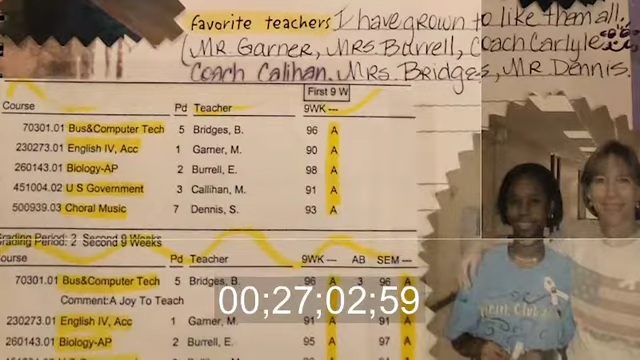 favorite teachers I have grown to like them all.
(Mr Garner, Mrs Burrell, Coach Carlyle
Coach Calihan, Mrs. Bridges, Mr Dennis.
First 9 W
Course Pd Teacher 9WK ---
70301.01 Bus&Computer Tech 5 Bridges, B. 96 A
230273.01 English IV, Acc 1 Garner, M. 90 A
260143.01 Biology-AP 2 Burrell, E. 98 A
451004.02 U S Government 3 Callihan, M. 91 A
500939.03 Choral Music 7 Dennis, S. 93 A
Grading Period: 2 Second 9 Weeks
Course Pd Teacher 9WK --- AB SEM ---
70301.01 Bus&Computer Tech 5 Bridges, B. 96 A 3 96 A
Comment:A Joy To Teach
00;27;02;59
230273.01 English IV, Acc 1 Garner, M. 91 A 91 A
260143.01 Biology-AP 2 Burrell, E. 95 A 97 A